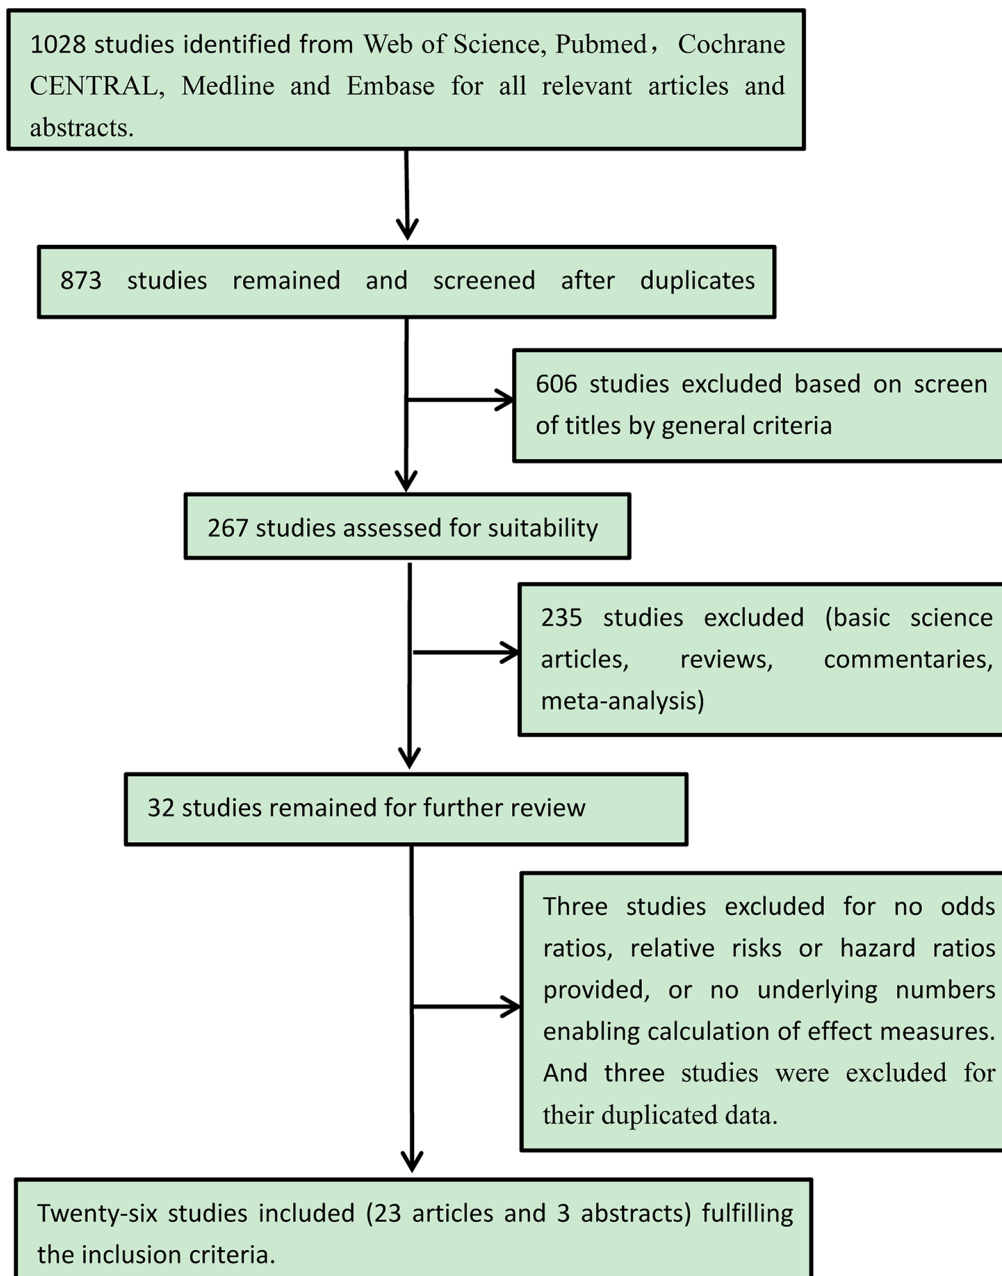 1028 studies identified from Web of Science, Pubmed，Cochrane
CENTRAL, Medline and Embase for all relevant articles and
abstracts.
873 studies remained and screened after duplicates
606 studies excluded based on screen
of titles by general criteria
267 studies assessed for suitability
235 studies excluded (basic science
articles, reviews, commentaries,
meta-analysis)
32 studies remained for further review
Three studies excluded for no odds
ratios, relative risks or hazard ratios
provided, or no underlying numbers
enabling calculation of effect measures.
And three studies were excluded for
their duplicated data.
Twenty-six studies included (23 articles and 3 abstracts) fulfilling
the inclusion criteria.